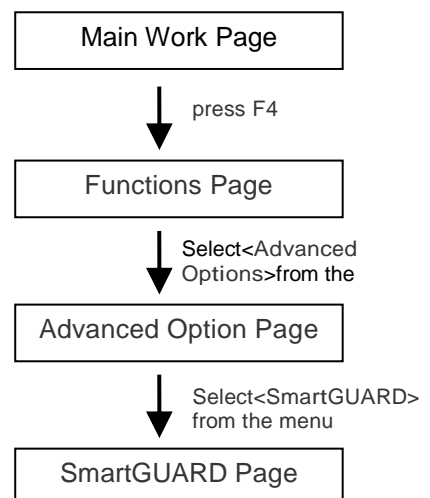 Main Work Page
press F4
Functions Page
Select<Advanced
Options>from the
Advanced Option Page
Select<SmartGUARD>
from the menu
SmartGUARD Page